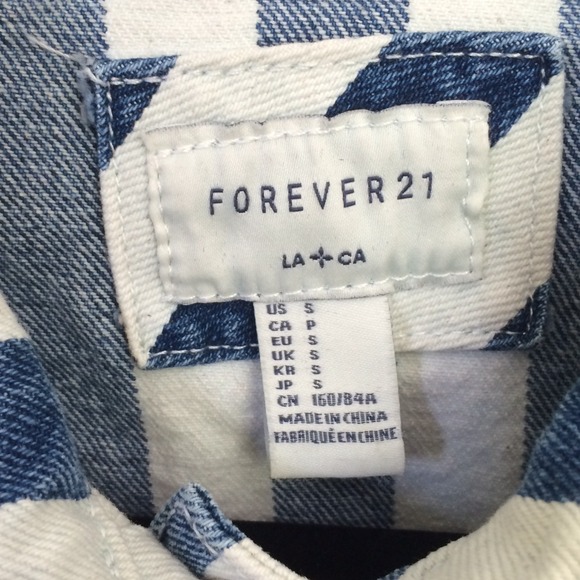 FOREVER 21
LA CA
US S
CA P
EU S
UK S
KR S
JP S
CN 160/84A
MADE IN CHINA
FABRIQUÉ EN CHINE